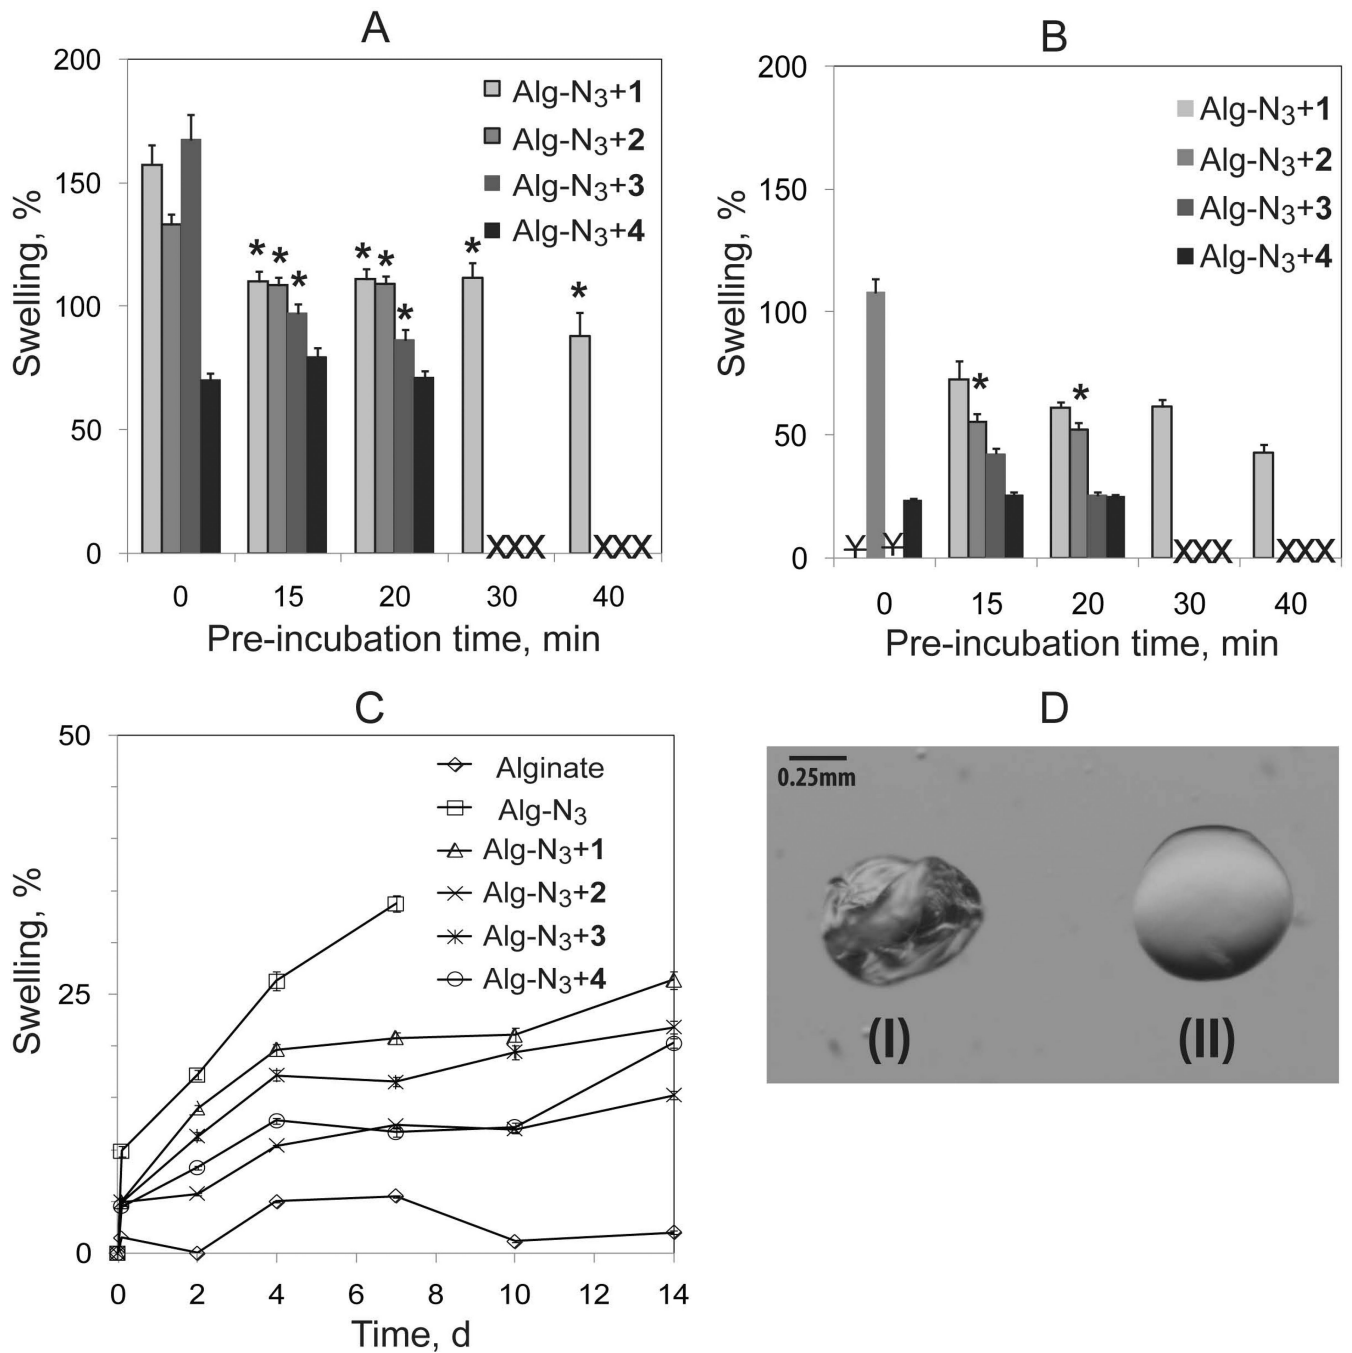 A
Swelling, %
200
150
100
50
0
Alg-N3+1
Alg-N3+2
Alg-N3+3
Alg-N3+4
* * *
* * *
*
*
XXX
XXX
0 15 20 30 40
Pre-incubation time, min
B
Swelling, %
200
150
100
50
0
Alg-N3+1
Alg-N3+2
Alg-N3+3
Alg-N3+4
*
*
Y Y
XXX
XXX
0 15 20 30 40
Pre-incubation time, min
C
Swelling, %
50
25
0
Alginate
Alg-N3
Alg-N3+1
Alg-N3+2
Alg-N3+3
Alg-N3+4
0 2 4 6 8 10 12 14
Time, d
D
0.25mm
(I) (II)